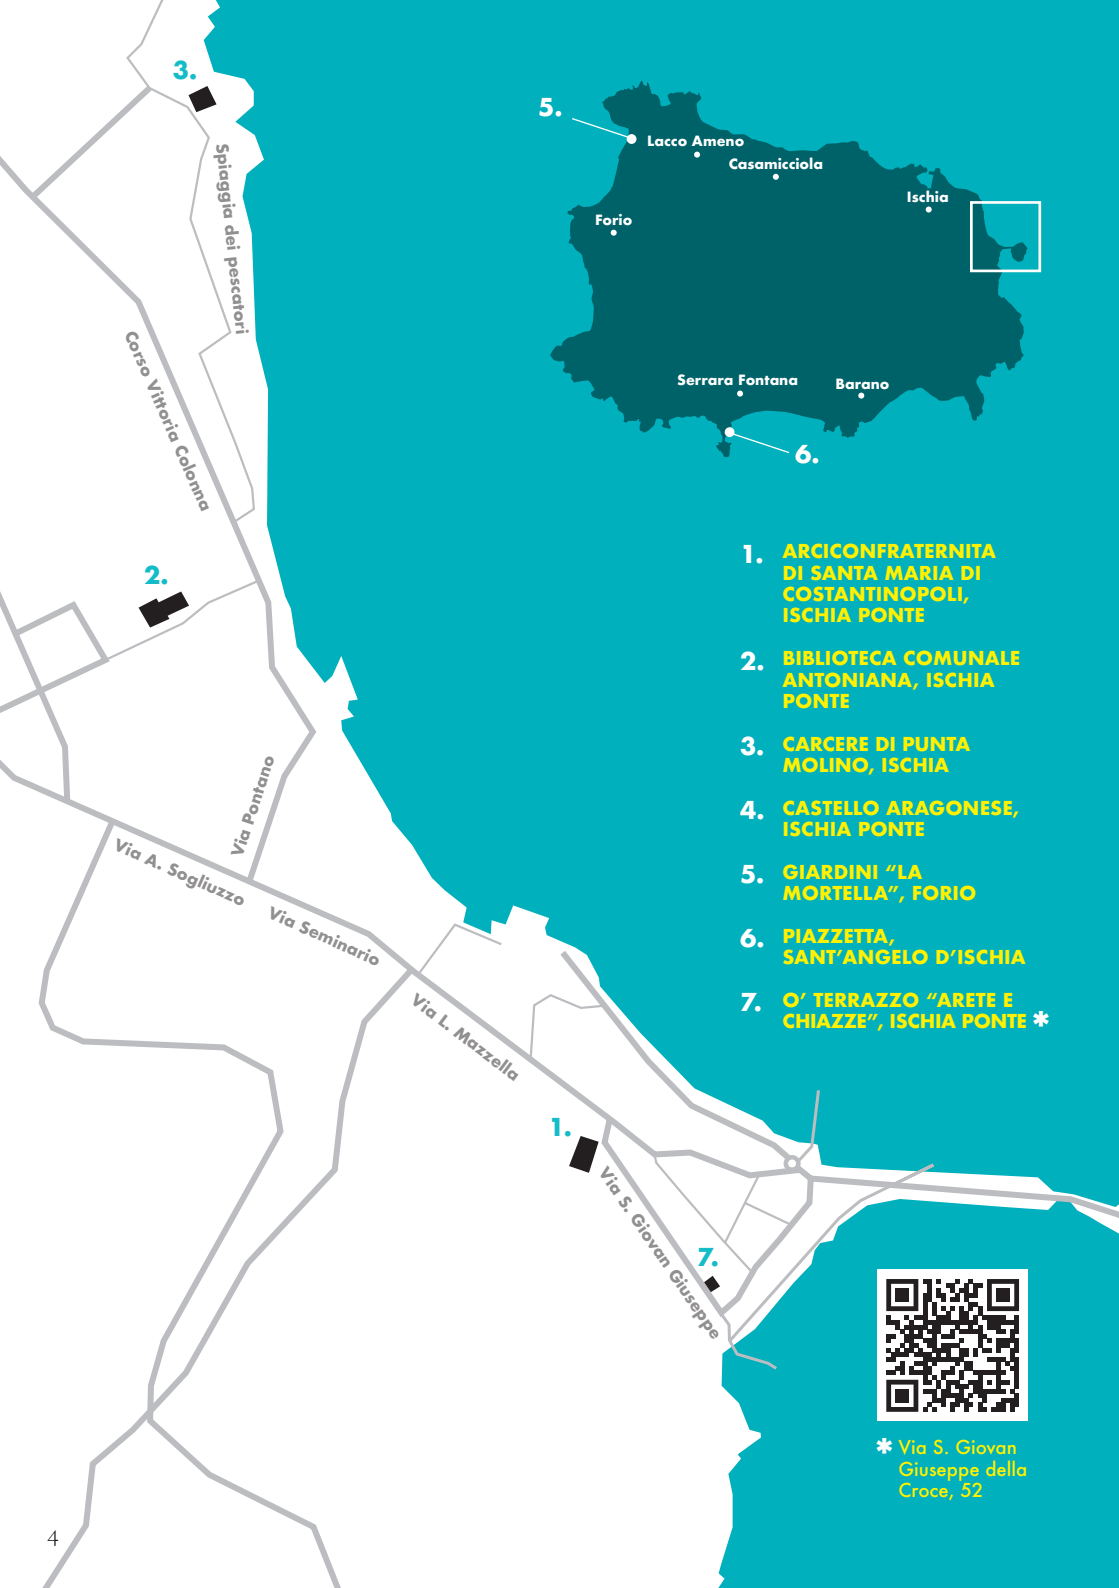 3.
Spiaggia dei pescatori
Corso Vittoria Colonna
2.
Via Pontano
Via A. Sogliuzzo
Via Seminario
Via L. Mazzella
1.
Via S. Giovan Giuseppe
7.
5.
Lacco Ameno
Casamicciola
Ischia
Forio
Serrara Fontana
Barano
6.
1. ARCICONFRATERNITA
DI SANTA MARIA DI
COSTANTINOPOLI,
ISCHIA PONTE
2. BIBLIOTECA COMUNALE
ANTONIANA, ISCHIA
PONTE
3. CARCERE DI PUNTA
MOLINO, ISCHIA
4. CASTELLO ARAGONESE,
ISCHIA PONTE
5. GIARDINI “LA
MORTELLA”, FORIO
6. PIAZZETTA,
SANT’ANGELO D’ISCHIA
7. O’ TERRAZZO “ARETE E
CHIAZZE”, ISCHIA PONTE ✱
✱ Via S. Giovan
Giuseppe della
Croce, 52
4